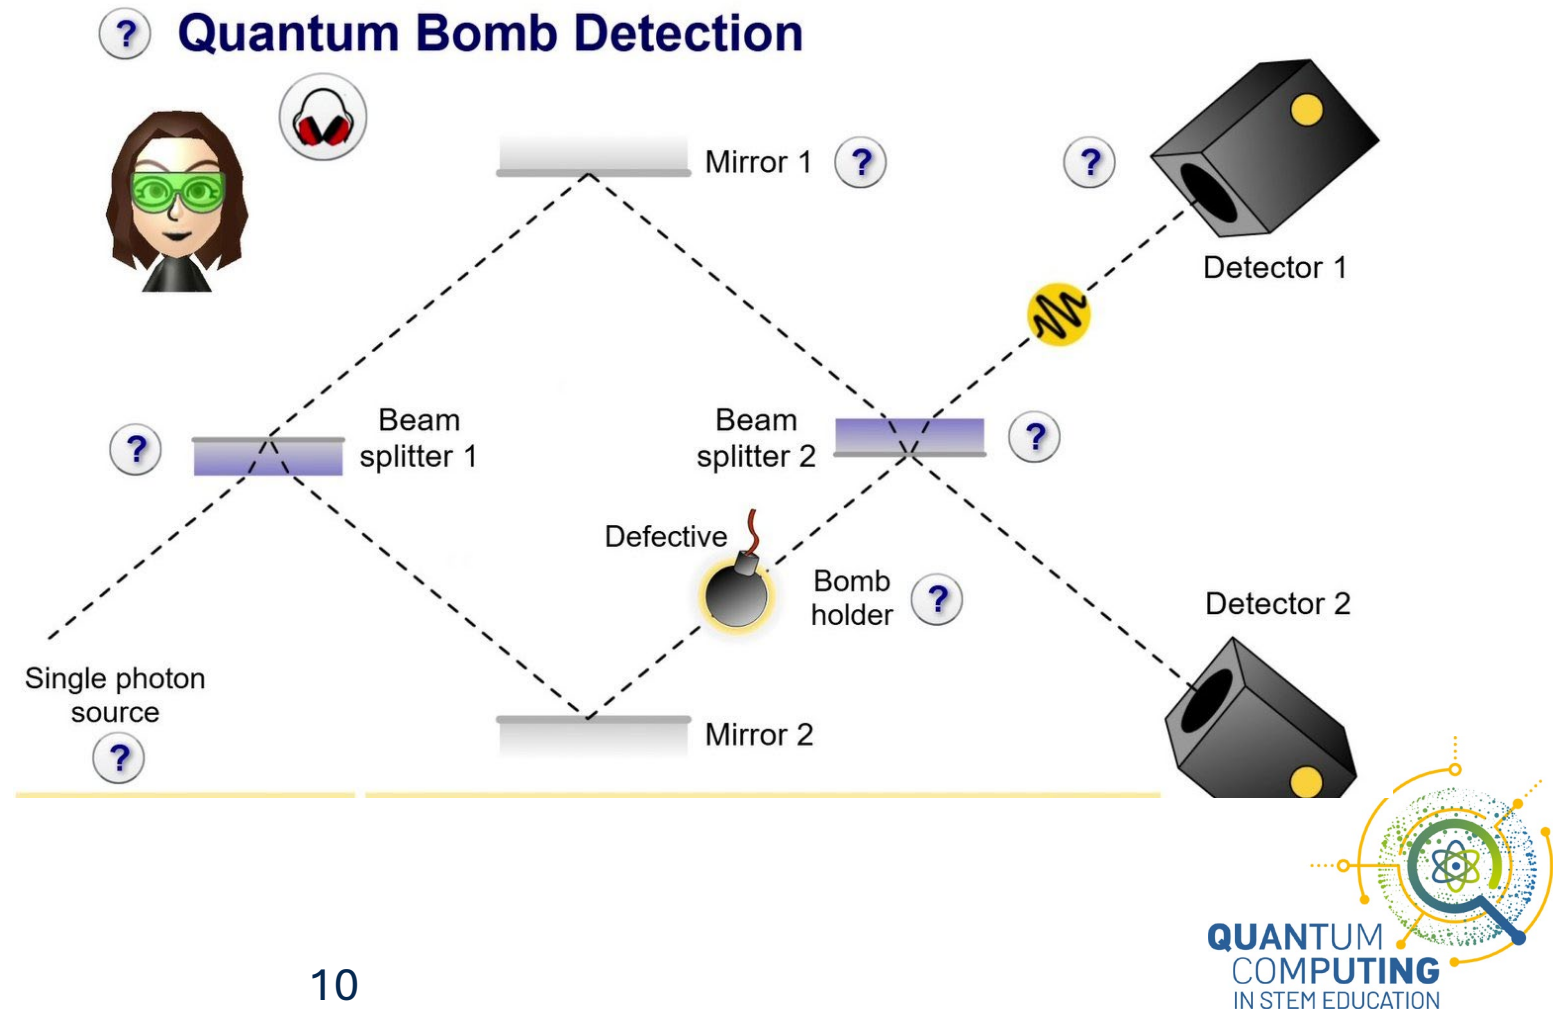 ? Quantum Bomb Detection
Mirror 1 ?
?
Detector 1
Beam
splitter 1
?
Beam
splitter 2
?
Defective
Bomb
holder
?
Detector 2
Single photon
source
?
Mirror 2
QUANTUM
COMPUTING
IN STEM EDUCATION
10